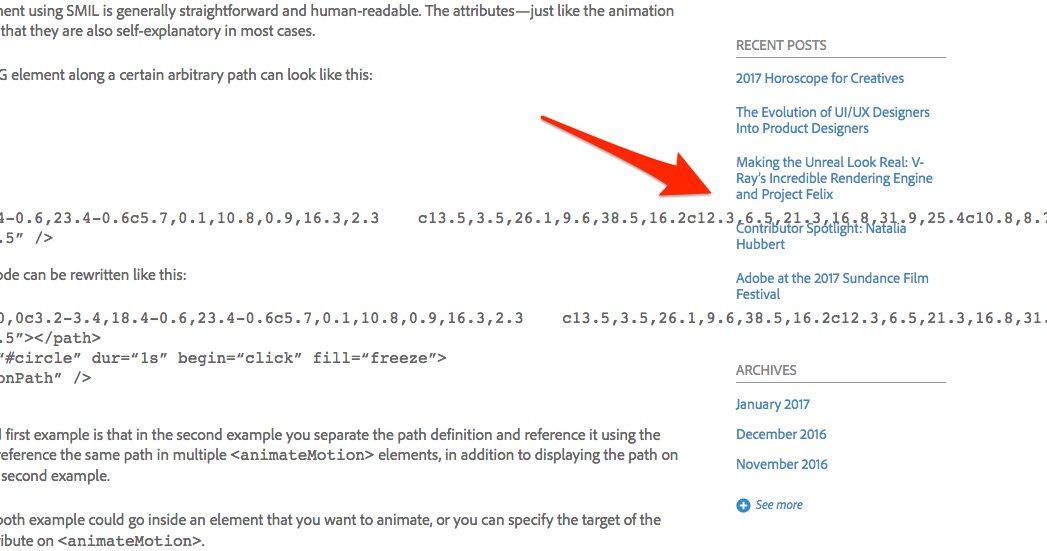 nent using SMIL is generally straightforward and human-readable. The attributes—just like the animation
that they are also self-explanatory in most cases.
G element along a certain arbitrary path can look like this:
4-0.6,23.4-0.6c5.7,0.1,10.8,0.9,16.3,2.3    c13.5,3.5,26.1,9.6,38.5,16.2c12.3,6.5,21.3,16.8,31.9,25.4c10.8,8.7
.5” />
ode can be rewritten like this:
0,0c3.2-3.4,18.4-0.6,23.4-0.6c5.7,0.1,10.8,0.9,16.3,2.3    c13.5,3.5,26.1,9.6,38.5,16.2c12.3,6.5,21.3,16.8,31.
.5”></path>
“#circle” dur=“1s” begin=“click” fill=“freeze”>
onPath” />
l first example is that in the second example you separate the path definition and reference it using the
reference the same path in multiple <animateMotion> elements, in addition to displaying the path on
second example.
both example could go inside an element that you want to animate, or you can specify the target of the
ribute on <animateMotion>.
RECENT POSTS
2017 Horoscope for Creatives
The Evolution of UI/UX Designers
Into Product Designers
Making the Unreal Look Real: V-
Ray’s Incredible Rendering Engine
and Project Felix
Contributor Spotlight: Natalia
Hubbert
Adobe at the 2017 Sundance Film
Festival
ARCHIVES
January 2017
December 2016
November 2016
See more